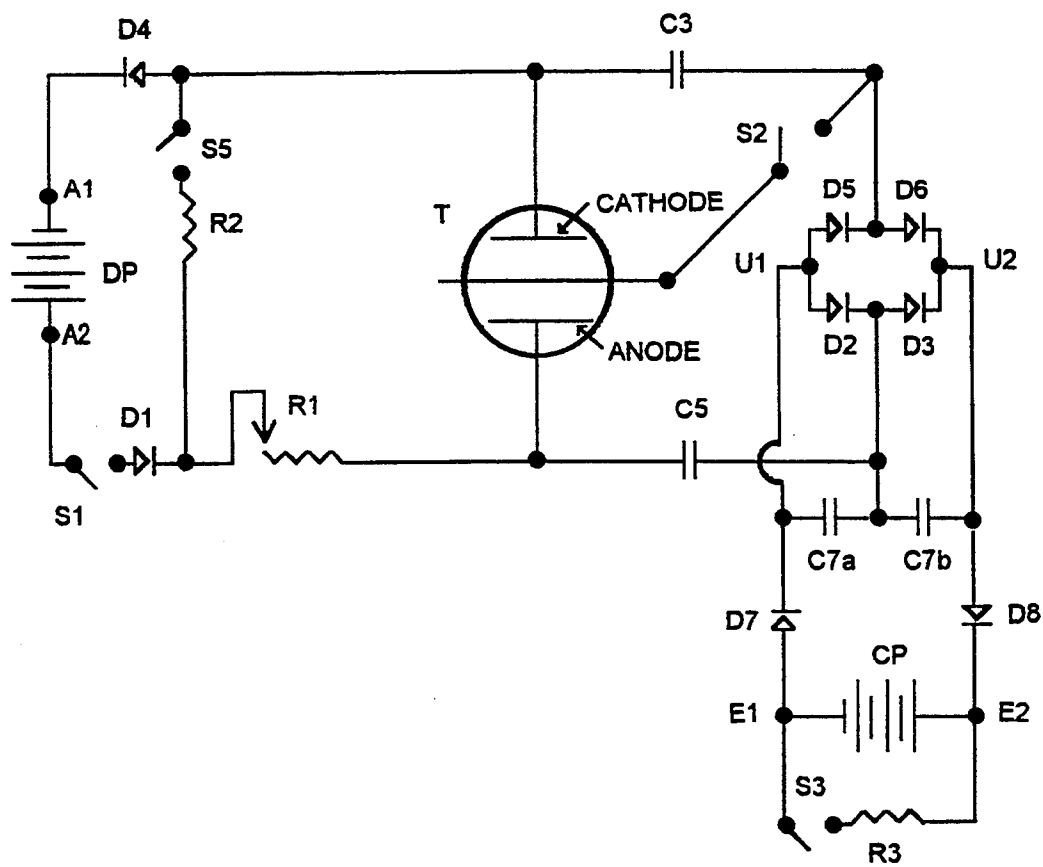 D4
C3
S5
S2
A1
T
CATHODE
D5 D6
R2
DP
U1
U2
A2
ANODE
D2 D3
D1
R1
C5
S1
C7a
C7b
D7
D8
CP
E1
E2
S3
R3